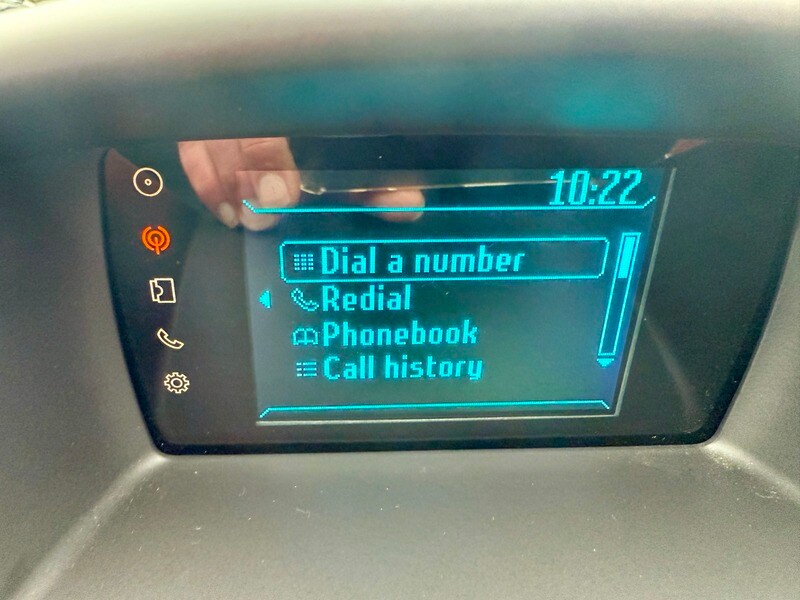 10:22
Dial a number
Redial
Phonebook
Call history